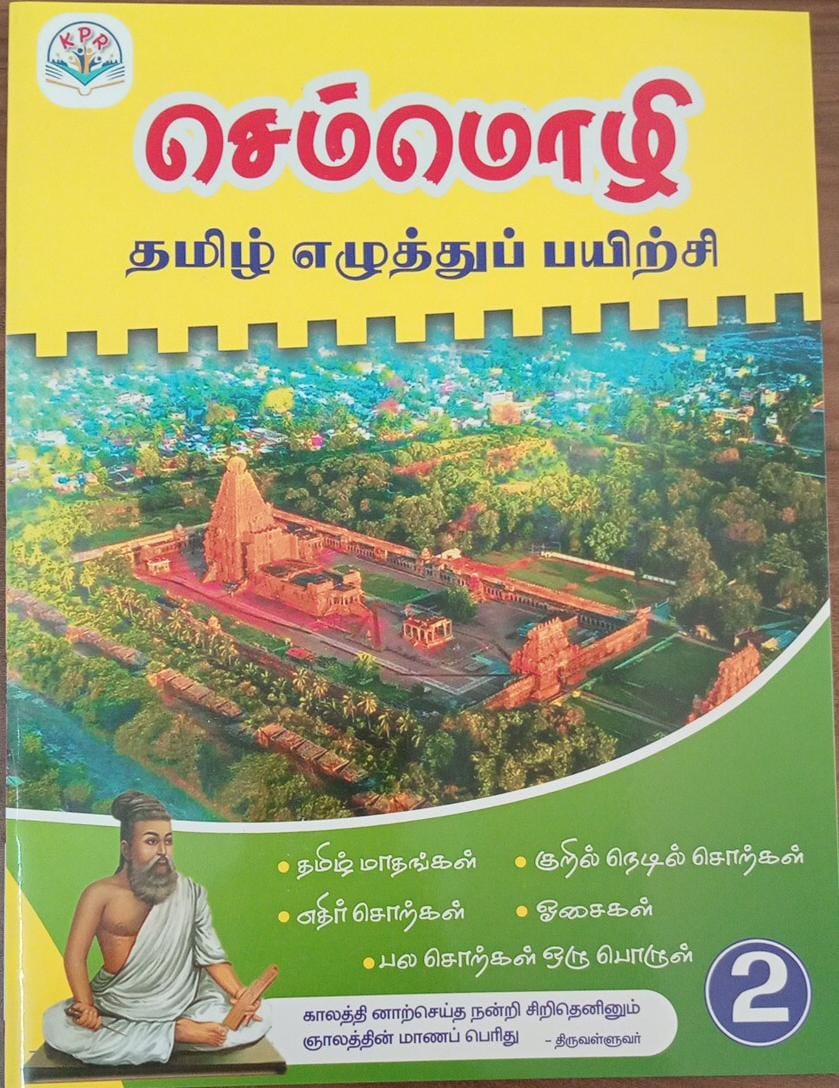 KPR
செம்மொழி
தமிழ் எழுத்துப் பயிற்சி
• தமிழ் மாதங்கள் • குறில் நெடில் சொற்கள்
• எதிர் சொற்கள் • ஓசைகள்
• பல சொற்கள் ஒரு பொருள்
காலத்தி னாற்செய்த நன்றி சிறிதெனினும்
ஞாலத்தின் மாணப் பெரிது - திருவள்ளுவர்
2